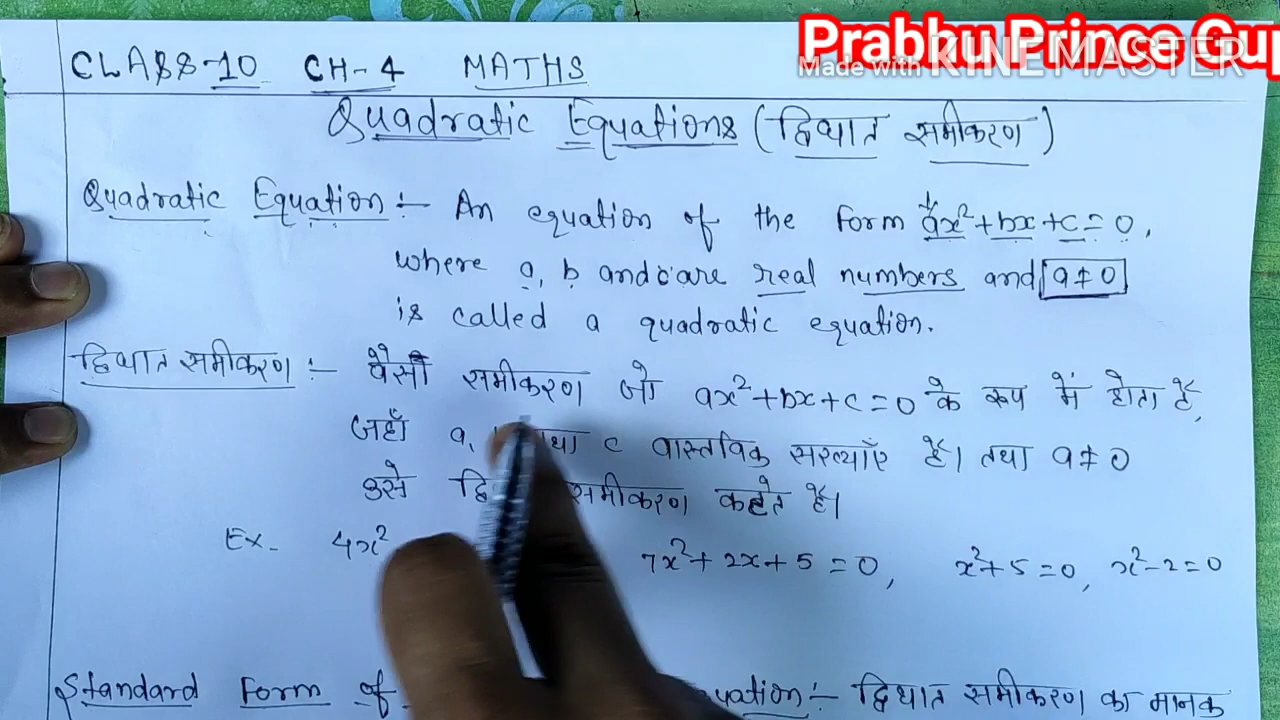 Prabhu Prince Gup
Made with KINEMASTER
CLASS-10 CH-4 MATHS
Quadratic Equations (द्विघात समीकरण)
Quadratic Equation :- An equation of the form ax²+bx+c=0,
where a, b and c are real numbers and a≠0
is called a quadratic equation.
द्विघात समीकरण :- वैसी समीकरण जो ax²+bx+c=0 के रूप में होता है,
जहाँ a, तथा c वास्तविक संख्याएँ हैं। तथा a≠0
उसे समीकरण कहते हैं।
Ex- 4x² 7x²+2x+5=0, x²+5=0, x²-2=0
Standard Form of :- द्विघात समीकरण का मानक